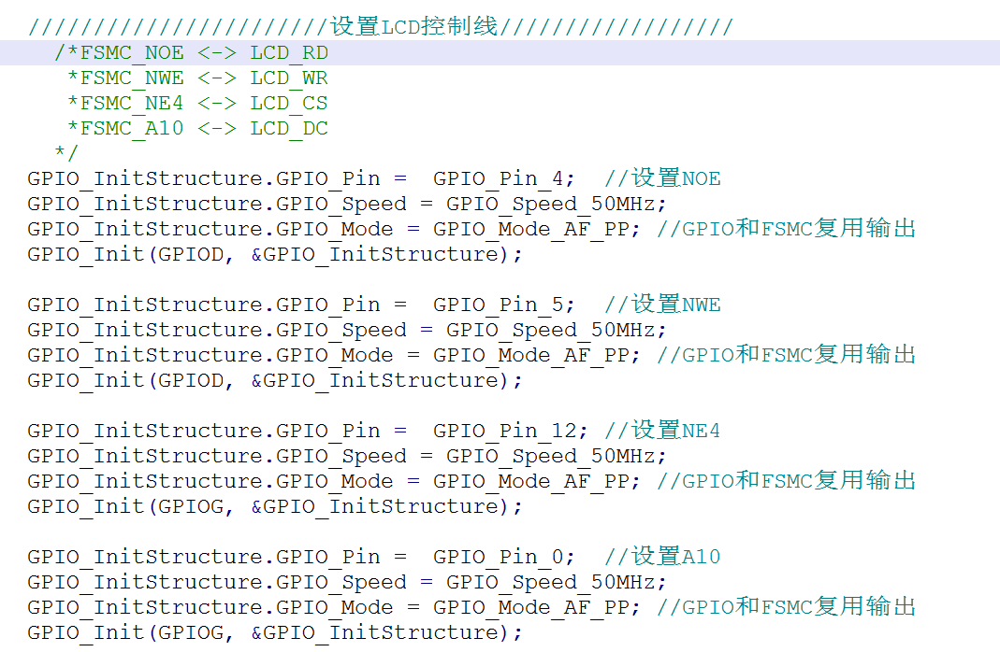 ///////////////////////设置LCD控制线//////////////////
/*FSMC_NOE <-> LCD_RD
*FSMC_NWE <-> LCD_WR
*FSMC_NE4 <-> LCD_CS
*FSMC_A10 <-> LCD_DC
*/
GPIO_InitStructure.GPIO_Pin =  GPIO_Pin_4;  //设置NOE
GPIO_InitStructure.GPIO_Speed = GPIO_Speed_50MHz;
GPIO_InitStructure.GPIO_Mode = GPIO_Mode_AF_PP; //GPIO和FSMC复用输出
GPIO_Init(GPIOD, &GPIO_InitStructure);
GPIO_InitStructure.GPIO_Pin =  GPIO_Pin_5;  //设置NWE
GPIO_InitStructure.GPIO_Speed = GPIO_Speed_50MHz;
GPIO_InitStructure.GPIO_Mode = GPIO_Mode_AF_PP; //GPIO和FSMC复用输出
GPIO_Init(GPIOD, &GPIO_InitStructure);
GPIO_InitStructure.GPIO_Pin =  GPIO_Pin_12; //设置NE4
GPIO_InitStructure.GPIO_Speed = GPIO_Speed_50MHz;
GPIO_InitStructure.GPIO_Mode = GPIO_Mode_AF_PP; //GPIO和FSMC复用输出
GPIO_Init(GPIOG, &GPIO_InitStructure);
GPIO_InitStructure.GPIO_Pin =  GPIO_Pin_0;  //设置A10
GPIO_InitStructure.GPIO_Speed = GPIO_Speed_50MHz;
GPIO_InitStructure.GPIO_Mode = GPIO_Mode_AF_PP; //GPIO和FSMC复用输出
GPIO_Init(GPIOG, &GPIO_InitStructure);